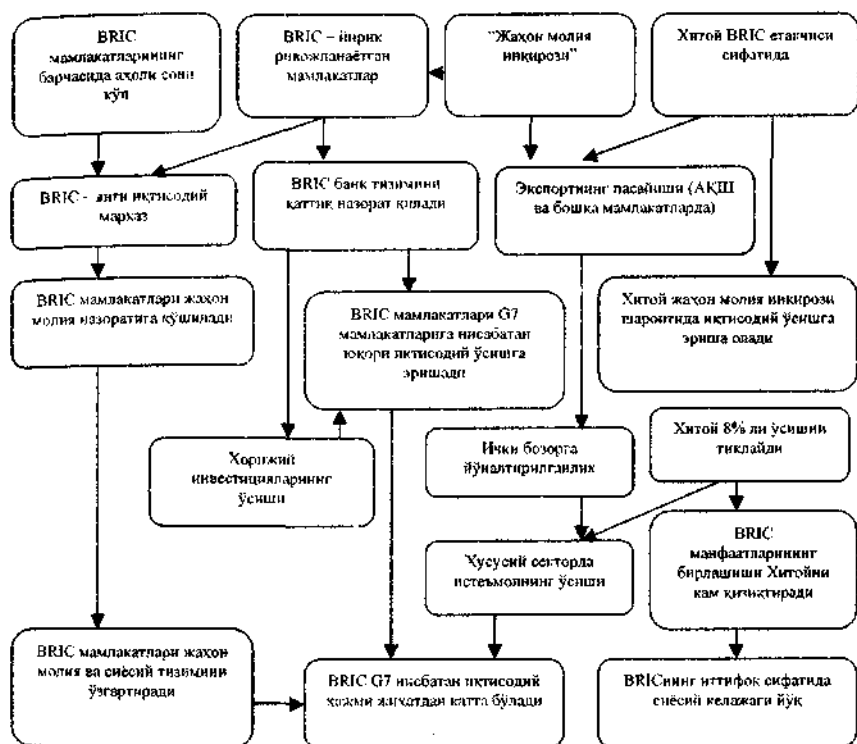 BRIC
мамлакатларининг
барчасида аҳоли сони
кўп
BRIC – йирик
ривожланаётган
мамлакатлар
"Жаҳон молия
инқирози"
Хитой BRIC етакчиси
сифатида
BRIC - янги иқтисодий
марказ
BRIC банк тизимини
қаттиқ назорат қилади
Экспортнинг пасайиши (АҚШ
ва бошқа мамлакатларда)
BRIC мамлакатлари жаҳон
молия назоратига қўшилади
BRIC мамлакатлари G7
мамлакатларига нисабатан
юқори иқтисодий ўсишга
эришади
Хитой жаҳон молия инқирози
шароитида иқтисодий ўсишга
эриша олади
Хорижий
инвестицияларининг
ўсиши
Ички бозорга
йўналтирилганлик
Хитой 8% ли ўсишни
тиклайди
Хусусий секторда
истеъмолнинг ўсиши
BRIC
манфаатларининг
бирлашиши Хитойни
кам қизиқтиради
BRIC мамлакатлари жаҳон
молия ва сиёсий тизимини
ўзгартиради
BRIC G7 нисбатан иқтисодий
ҳажми жиҳатдан катта бўлади
BRICнинг иттифоқ сифатида
сиёсий келажаги йўқ